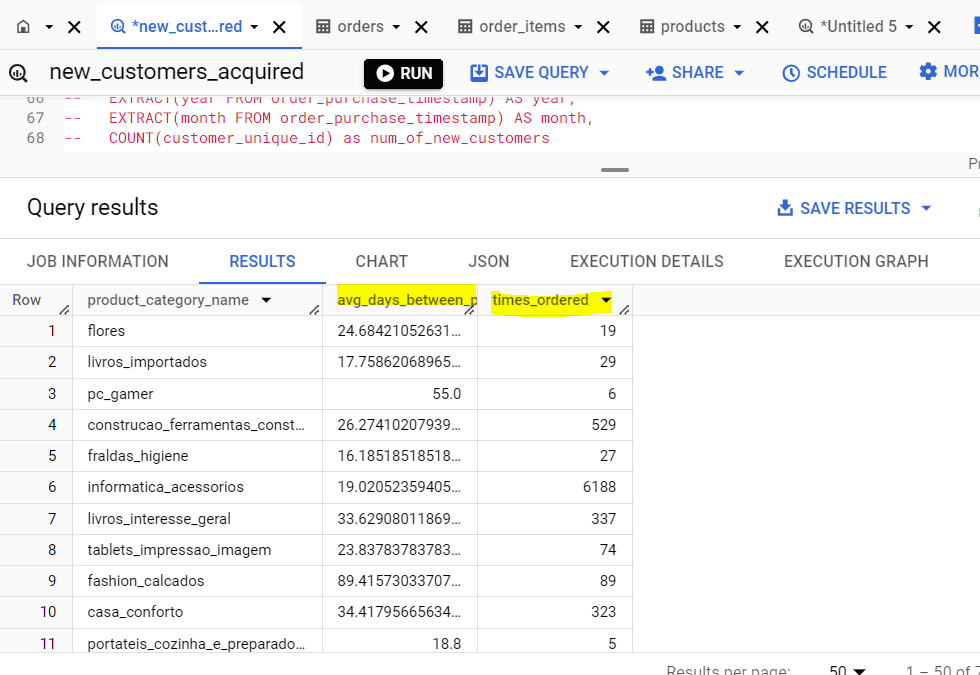 *new_cust...red orders order_items products *Untitled 5
new_customers_acquired RUN SAVE QUERY SHARE SCHEDULE MOR
66 -- EXTRACT(year FROM order_purchase_timestamp) AS year,
67 -- EXTRACT(month FROM order_purchase_timestamp) AS month,
68 -- COUNT(customer_unique_id) as num_of_new_customers
Pr
Query results SAVE RESULTS
JOB INFORMATION RESULTS CHART JSON EXECUTION DETAILS EXECUTION GRAPH
Row product_category_name avg_days_between_p times_ordered
1 flores 24.68421052631... 19
2 livros_importados 17.75862068965... 29
3 pc_gamer 55.0 6
4 construcao_ferramentas_const... 26.27410207939... 529
5 fraldas_higiene 16.18518518518... 27
6 informatica_acessorios 19.02052359405... 6188
7 livros_interesse_geral 33.62908011869... 337
8 tablets_impressao_imagem 23.83783783783... 74
9 fashion_calcados 89.41573033707... 89
10 casa_conforto 34.41795665634... 323
11 portateis_cozinha_e_preparado... 18.8 5
Results per page: 50 1 – 50 of 7